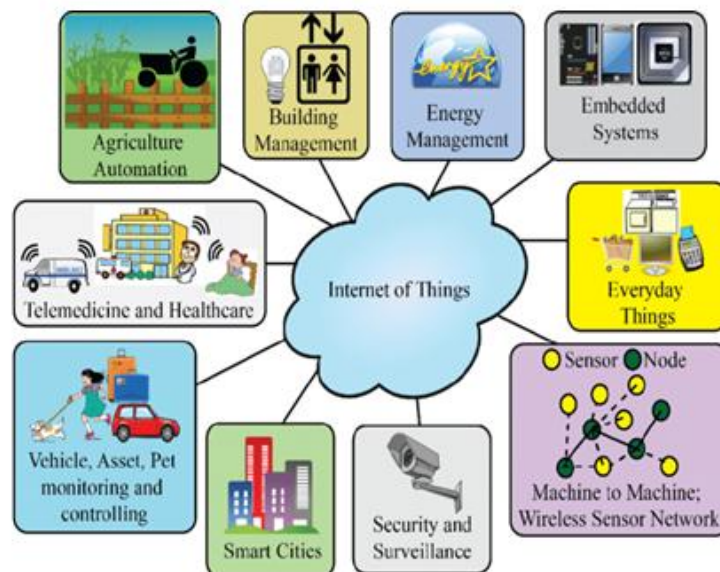 Agriculture
Automation
Building
Management
energy
Energy
Management
Embedded
Systems
Telemedicine and Healthcare
Internet of Things
Everyday
Things
Sensor Node
Machine to Machine;
Wireless Sensor Network
Vehicle, Asset, Pet
monitoring and
controlling
Smart Cities
Security and
Surveillance